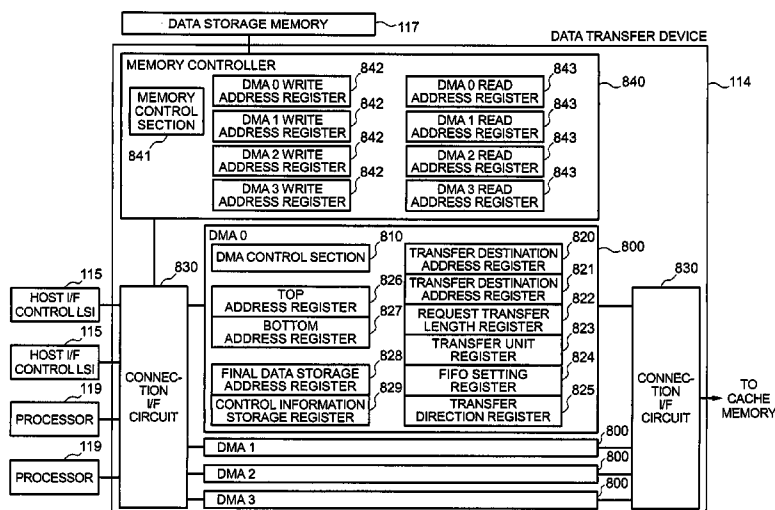 DATA STORAGE MEMORY
117
DATA TRANSFER DEVICE
114
MEMORY CONTROLLER
840
MEMORY
CONTROL
SECTION
841
842
DMA 0 WRITE
ADDRESS REGISTER
842
DMA 1 WRITE
ADDRESS REGISTER
842
DMA 2 WRITE
ADDRESS REGISTER
842
DMA 3 WRITE
ADDRESS REGISTER
843
DMA 0 READ
ADDRESS REGISTER
843
DMA 1 READ
ADDRESS REGISTER
843
DMA 2 READ
ADDRESS REGISTER
843
DMA 3 READ
ADDRESS REGISTER
115
HOST I/F
CONTROL LSI
115
HOST I/F
CONTROL LSI
119
PROCESSOR
119
PROCESSOR
830
CONNEC-
TION
I/F
CIRCUIT
DMA 0
800
810
DMA CONTROL SECTION
826
TOP
ADDRESS REGISTER
827
BOTTOM
ADDRESS REGISTER
828
FINAL DATA STORAGE
ADDRESS REGISTER
829
CONTROL INFORMATION
STORAGE REGISTER
820
TRANSFER DESTINATION
ADDRESS REGISTER
821
TRANSFER DESTINATION
ADDRESS REGISTER
822
REQUEST TRANSFER
LENGTH REGISTER
823
TRANSFER UNIT
REGISTER
824
FIFO SETTING
REGISTER
825
TRANSFER
DIRECTION REGISTER
800
DMA 1
800
DMA 2
800
DMA 3
830
CONNEC-
TION
I/F
CIRCUIT
TO
CACHE
MEMORY